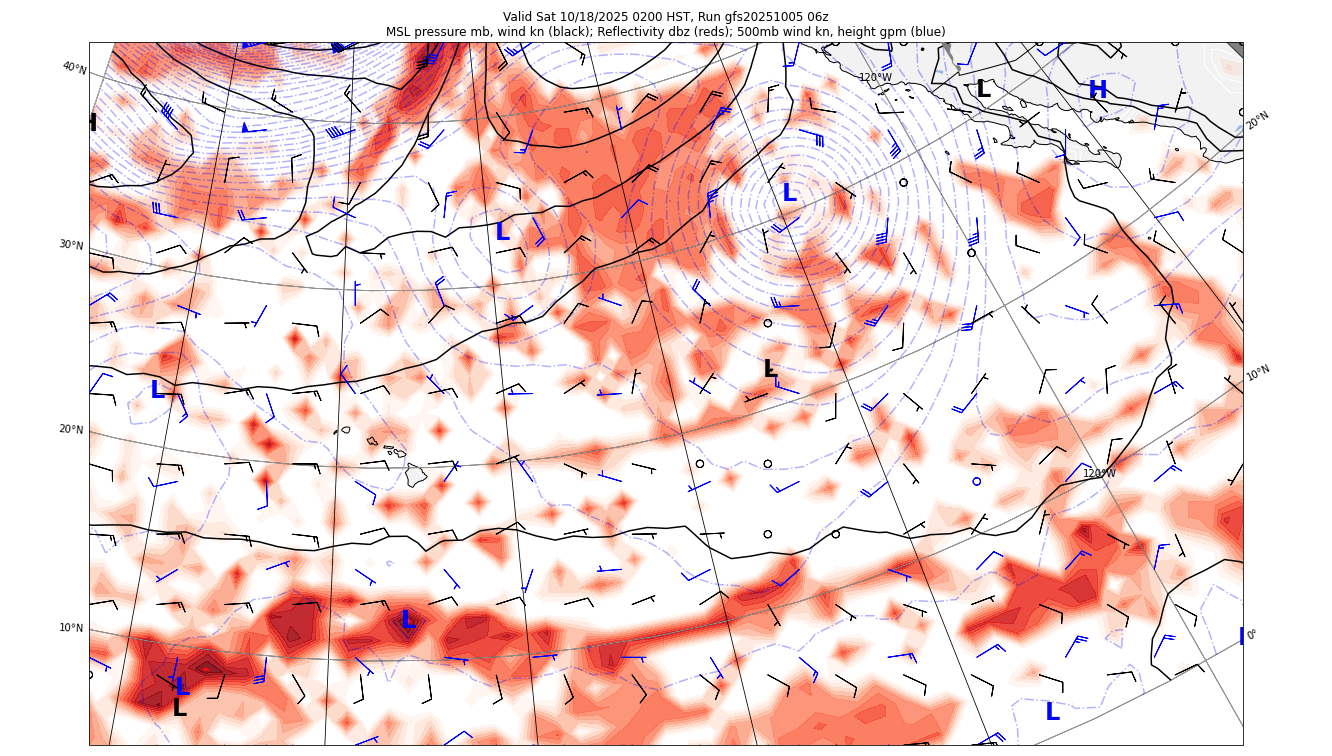 Valid Sat 10/18/2025 0200 HST, Run gfs20251005 06z
MSL pressure mb, wind kn (black); Reflectivity dbz (reds); 500mb wind kn, height gpm (blue)
40°N
120°W
L
H
20°N
H
L
L
30°N
L
10°N
L
20°N
120°W
L
10°N
0°
L
L
L